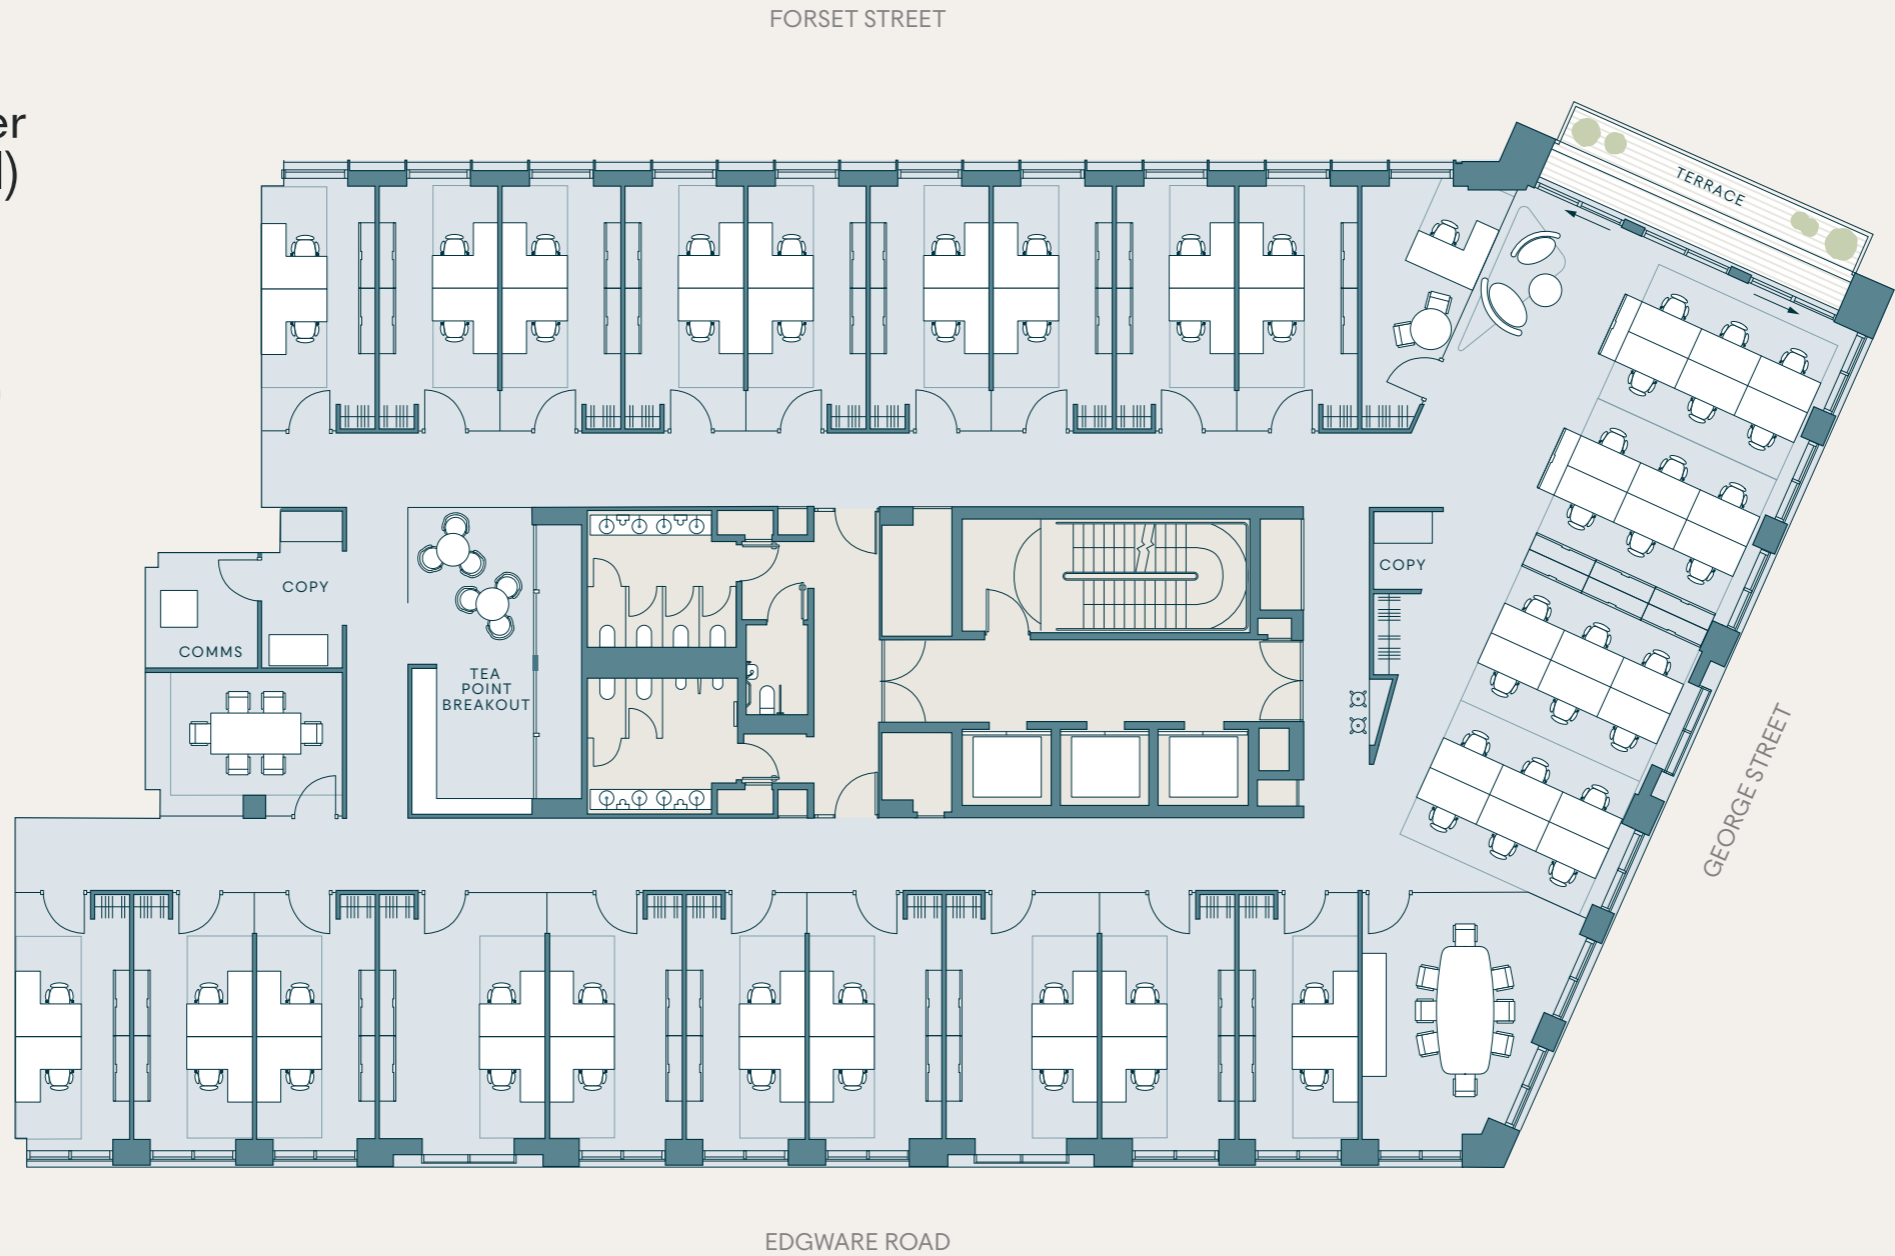 FORSET STREET
er
)
TERRACE
COPY
COPY
COMMS
TEA
POINT
BREAKOUT
GEORGE STREET
EDGWARE ROAD